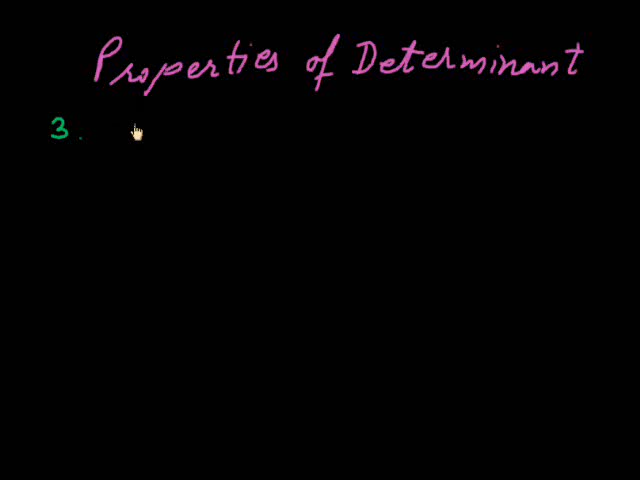 Properties of Determinant
3.